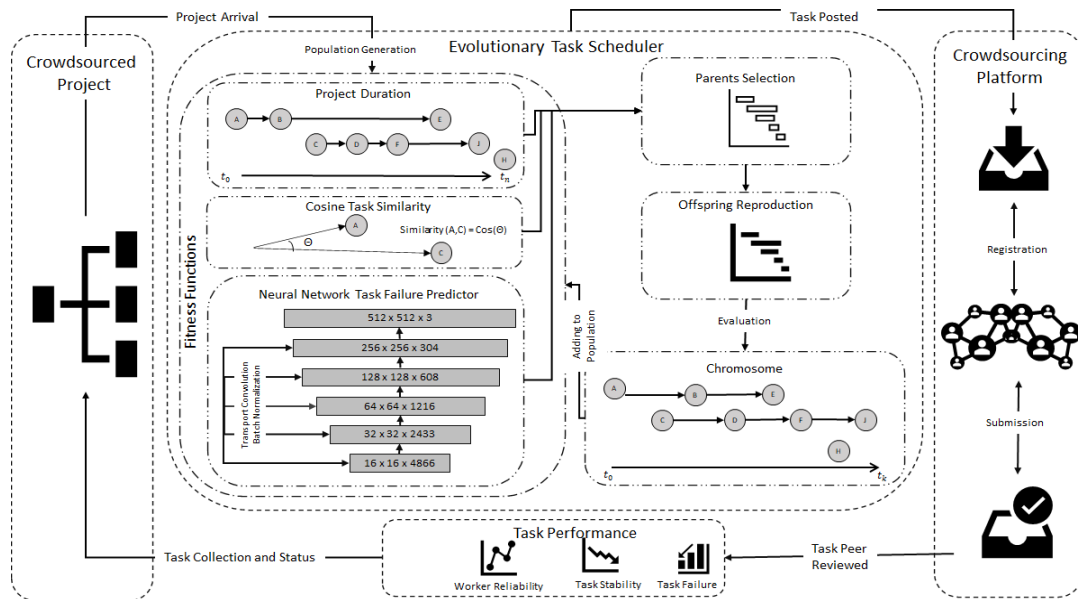 Project Arrival
Task Posted
Crowdsourced
Project
Population Generation
Evolutionary Task Scheduler
Crowdsourcing
Platform
Fitness Functions
Project Duration
A
B
E
C
D
F
J
H
t0
tn
Cosine Task Similarity
A
Θ
Similarity (A,C) = Cos(Θ)
C
Neural Network Task Failure Predictor
512 x 512 x 3
256 x 256 x 304
128 x 128 x 608
64 x 64 x 1216
32 x 32 x 2433
16 x 16 x 4866
Transport Convolution
Batch Normalization
Parents Selection
Offspring Reproduction
Evaluation
Adding to
Population
Chromosome
A
B
E
C
D
F
J
H
t0
tk
Registration
Submission
Task Performance
Worker Reliability
Task Stability
Task Failure
Task Collection and Status
Task Peer
Reviewed